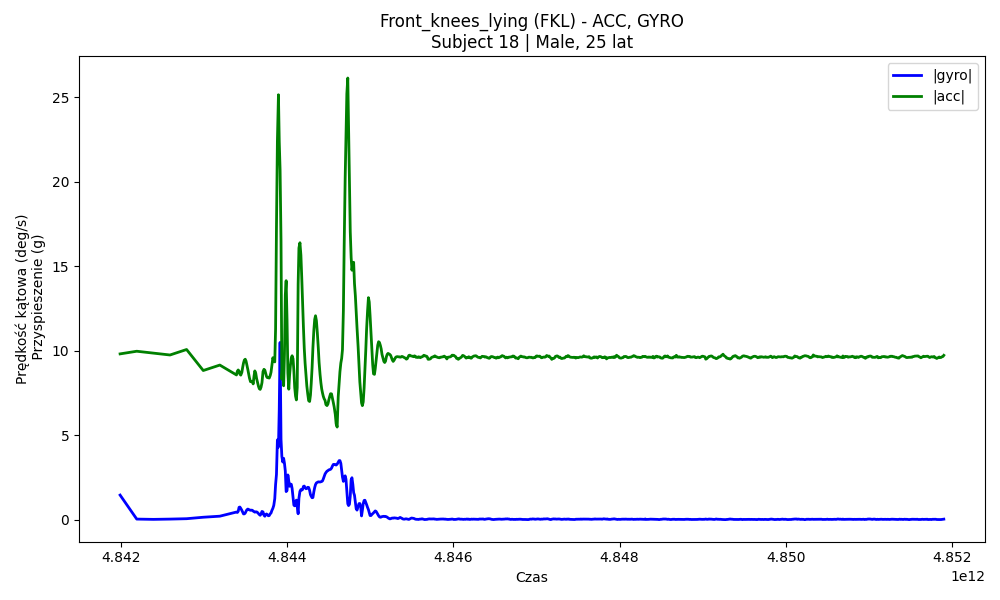 Front_knees_lying (FKL) - ACC, GYRO
Subject 18 | Male, 25 lat
|gyro|
|acc|
Prędkość kątowa (deg/s)
Przyspieszenie (g)
25
20
15
10
5
0
4.842
4.844
4.846
4.848
4.850
4.852
1e12
Czas